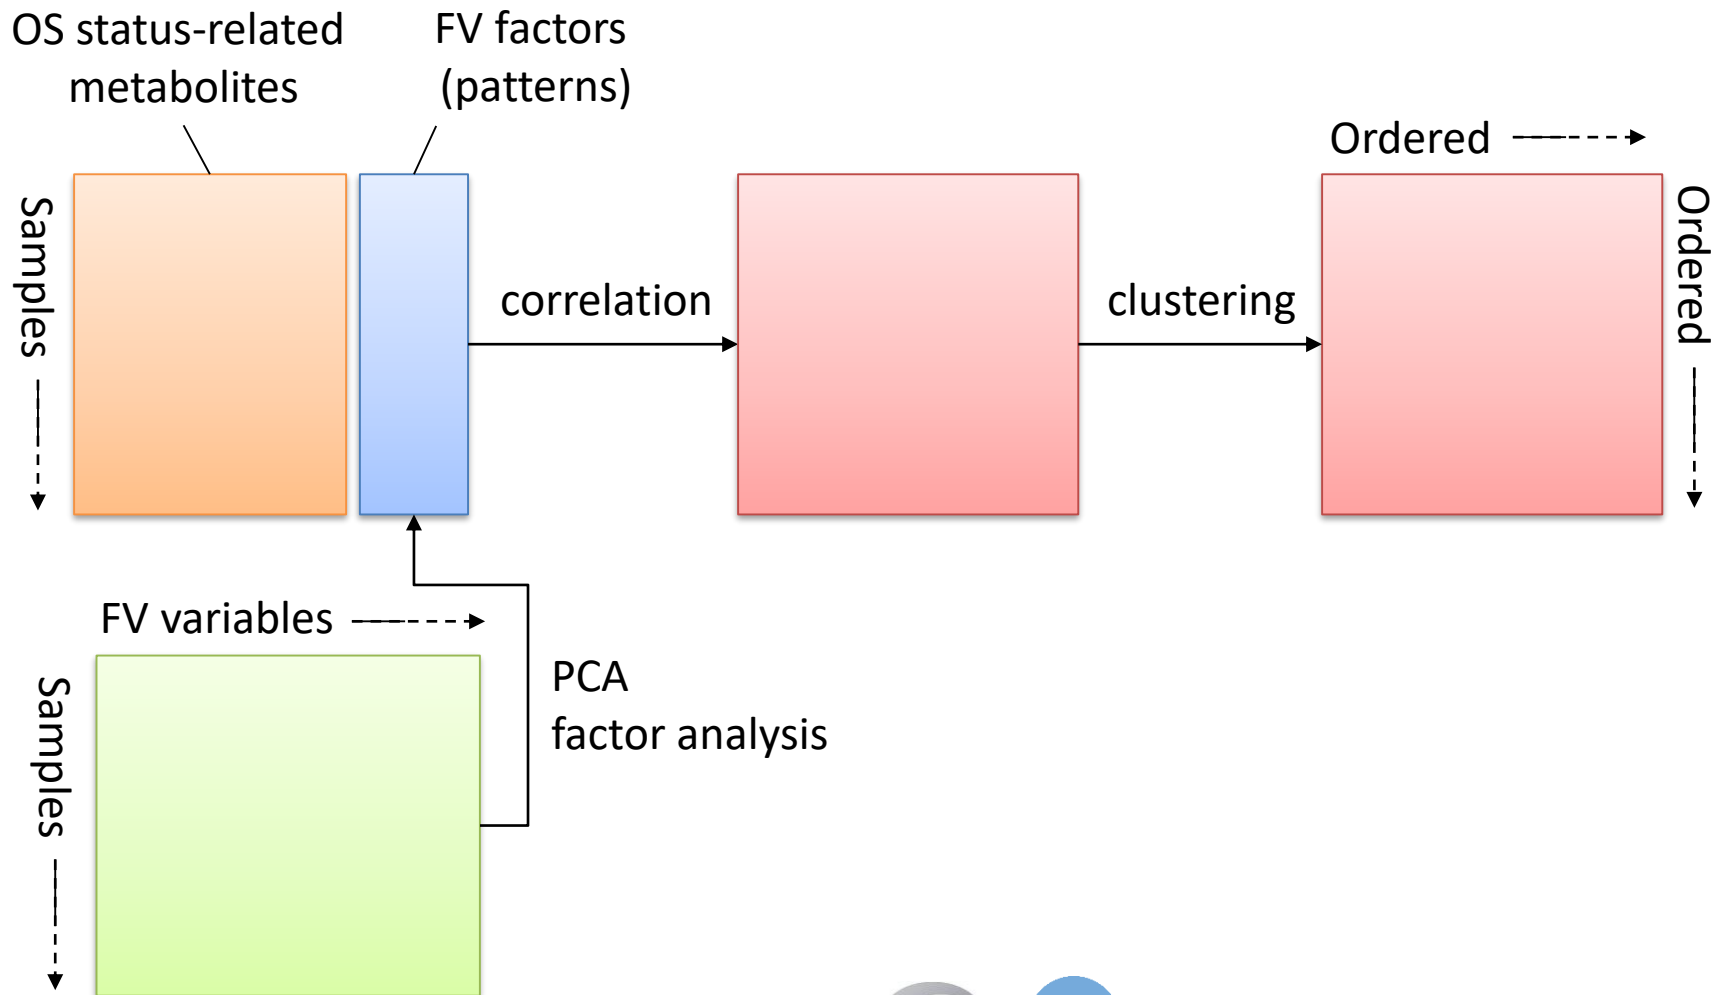 OS status-related
metabolites
FV factors
(patterns)
Ordered
Samples
correlation
clustering
Ordered
FV variables
Samples
PCA
factor analysis